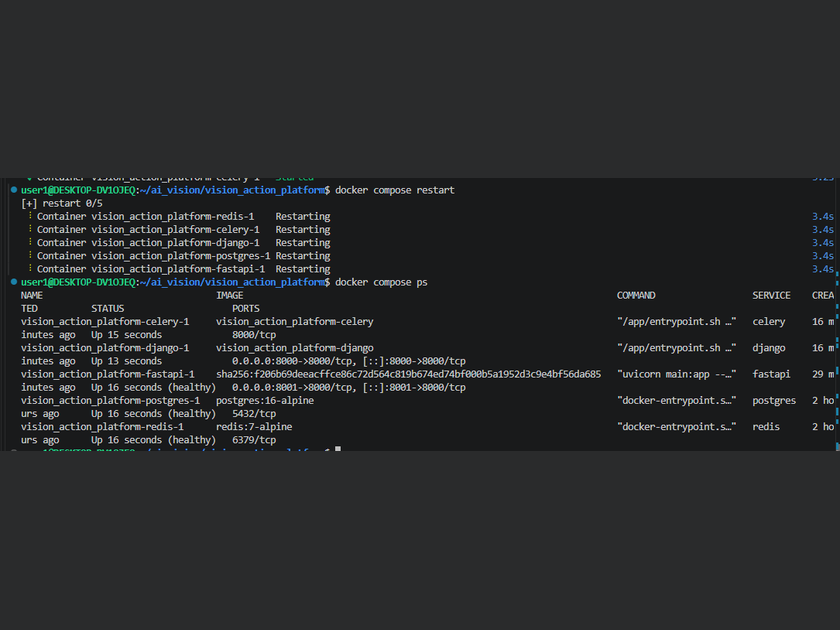 Container vision_action_platform-celery-1 Started
user1@DESKTOP-DV1OJEQ:~/ai_vision/vision_action_platform$ docker compose restart
[+] restart 0/5
⋮ Container vision_action_platform-redis-1 Restarting 3.4s
⋮ Container vision_action_platform-celery-1 Restarting 3.4s
⋮ Container vision_action_platform-django-1 Restarting 3.4s
⋮ Container vision_action_platform-postgres-1 Restarting 3.4s
⋮ Container vision_action_platform-fastapi-1 Restarting 3.4s
user1@DESKTOP-DV1OJEQ:~/ai_vision/vision_action_platform$ docker compose ps
NAME IMAGE COMMAND SERVICE CREA
TED STATUS PORTS
vision_action_platform-celery-1 vision_action_platform-celery "/app/entrypoint.sh …" celery 16 m
inutes ago Up 15 seconds 8000/tcp
vision_action_platform-django-1 vision_action_platform-django "/app/entrypoint.sh …" django 16 m
inutes ago Up 13 seconds 0.0.0.0:8000->8000/tcp, [::]:8000->8000/tcp
vision_action_platform-fastapi-1 sha256:f206b69deeacffce86c72d564c819b674ed74bf000b5a1952d3c9e4bf56da685 "uvicorn main:app --…" fastapi 29 m
inutes ago Up 16 seconds (healthy) 0.0.0.0:8001->8001/tcp, [::]:8001->8001/tcp
vision_action_platform-postgres-1 postgres:16-alpine "docker-entrypoint.s…" postgres 2 ho
urs ago Up 16 seconds (healthy) 5432/tcp
vision_action_platform-redis-1 redis:7-alpine "docker-entrypoint.s…" redis 2 ho
urs ago Up 16 seconds (healthy) 6379/tcp